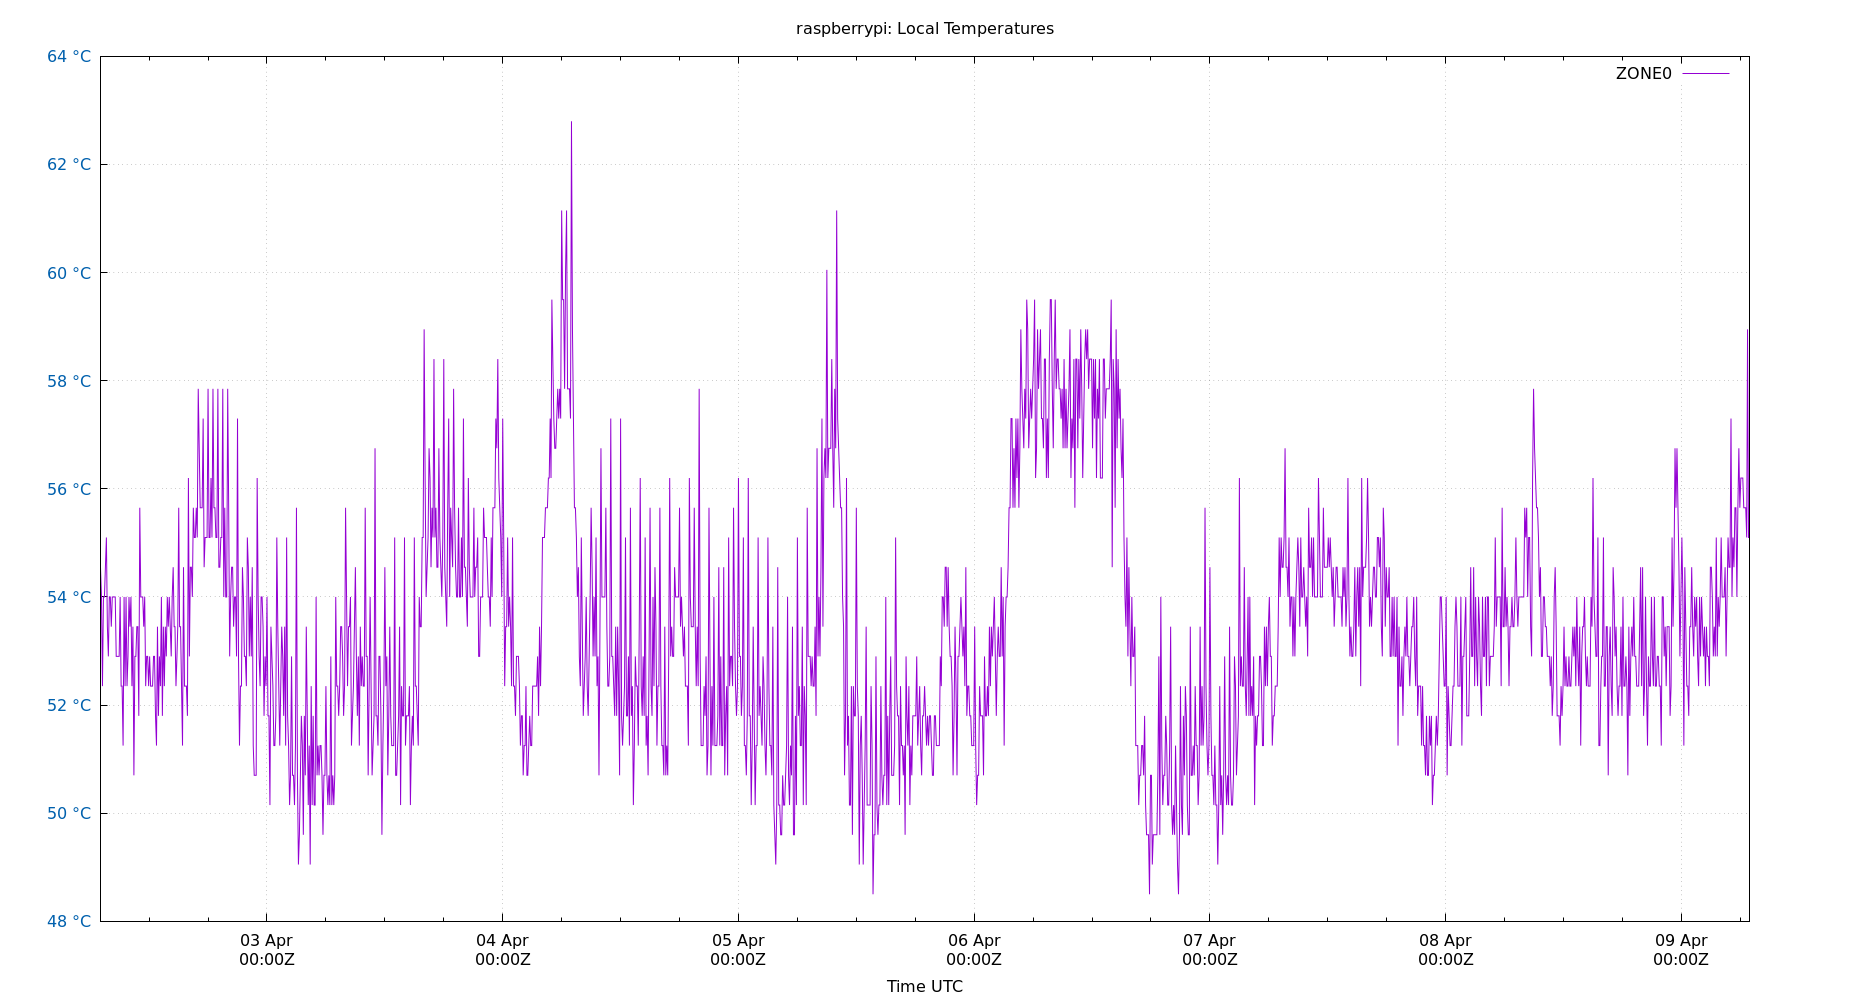 raspberrypi: Local Temperatures
64 °C
ZONE0
62 °C
60 °C
58 °C
56 °C
54 °C
52 °C
50 °C
48 °C
03 Apr 04 Apr 05 Apr 06 Apr 07 Apr 08 Apr 09 Apr
00:00Z 00:00Z 00:00Z 00:00Z 00:00Z 00:00Z 00:00Z
Time UTC